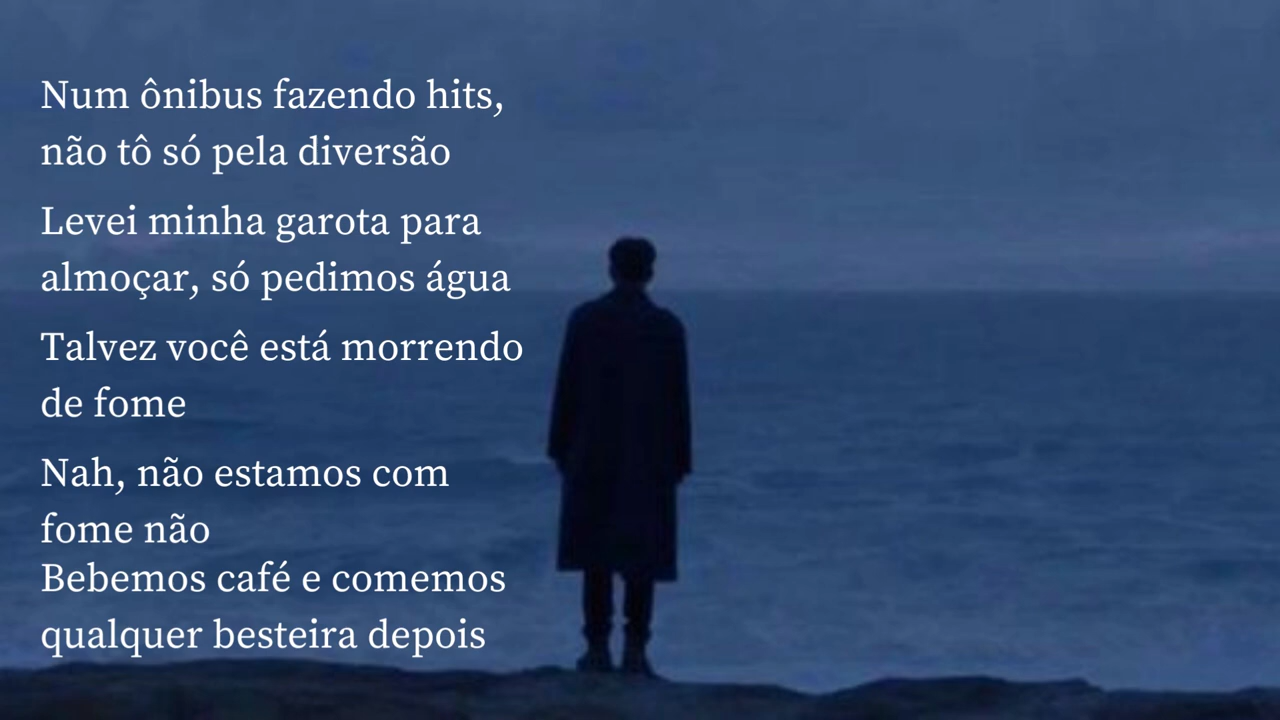 Num ônibus fazendo hits,
não tô só pela diversão
Levei minha garota para
almoçar, só pedimos água
Talvez você está morrendo
de fome
Nah, não estamos com
fome não
Bebemos café e comemos
qualquer besteira depois